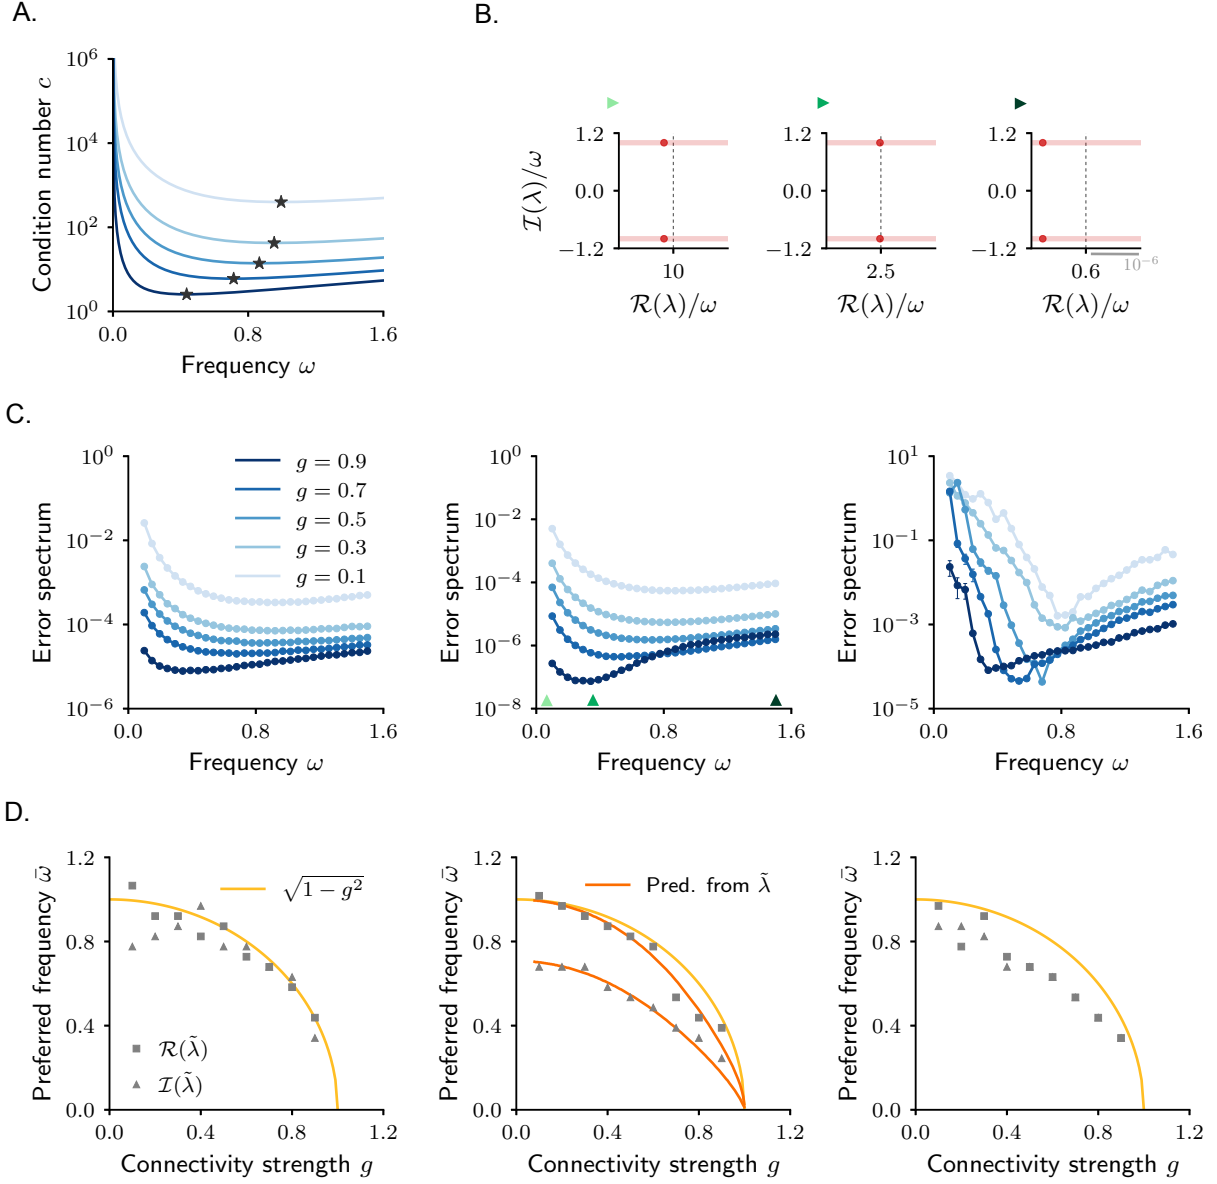 A.
10^6
10^4
10^2
10^0
Condition number c
0.0 0.8 1.6
Frequency ω
B.
1.2 1.2 1.2
0.0 0.0 0.0
−1.2 −1.2 −1.2
I(λ)/ω
10 2.5 0.6 10^-6
R(λ)/ω R(λ)/ω R(λ)/ω
C.
10^0
10^-2
10^-4
10^-6
Error spectrum
g = 0.9
g = 0.7
g = 0.5
g = 0.3
g = 0.1
0.0 0.8 1.6
Frequency ω
10^0
10^-2
10^-4
10^-6
10^-8
Error spectrum
0.0 0.8 1.6
Frequency ω
10^1
10^-1
10^-3
10^-5
Error spectrum
0.0 0.8 1.6
Frequency ω
D.
1.2
0.8
0.4
0.0
Preferred frequency ω̄
√(1 − g^2)
R(λ̃)
I(λ̃)
0.0 0.4 0.8 1.2
Connectivity strength g
1.2
0.8
0.4
0.0
Preferred frequency ω̄
Pred. from λ̃
0.0 0.4 0.8 1.2
Connectivity strength g
1.2
0.8
0.4
0.0
Preferred frequency ω̄
0.0 0.4 0.8 1.2
Connectivity strength g